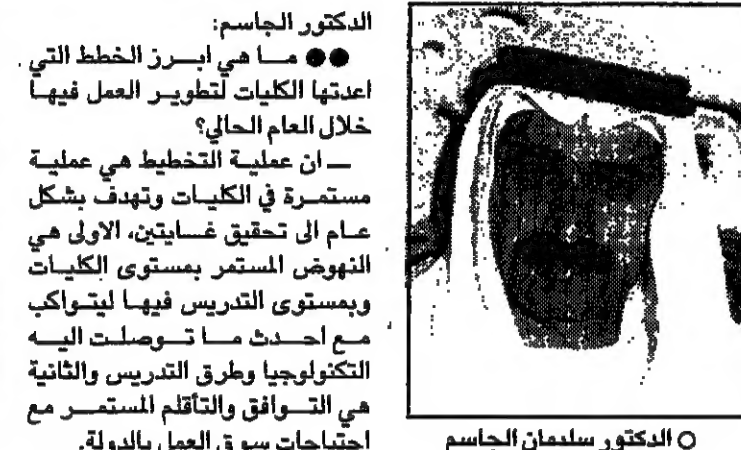 الدكتور الجاسم:
●● ما هي ابرز الخطط التي
اعدتها الكليات لتطوير العمل فيها
خلال العام الحالي؟
ـ ان عملية التخطيط هي عملية
مستمرة في الكليات وتهدف بشكل
عام الى تحقيق غايتين، الاولى هي
النهوض المستمر بمستوى الكليات
وبمستوى التدريس فيها ليتواكب
مع احدث ما توصلت اليه
التكنولوجيا وطرق التدريس والثانية
هي التوافق والتأقلم المستمر مع
احتياجات سوق العمل بالدولة.
○ الدكتور سليمان الجاسم